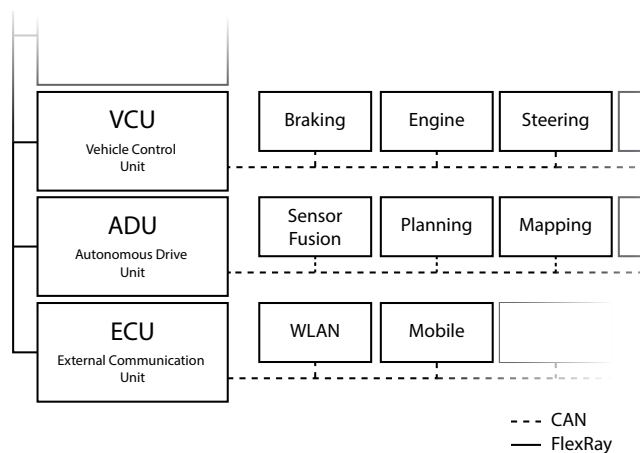 VCU
Vehicle Control
Unit
Braking
Engine
Steering
ADU
Autonomous Drive
Unit
Sensor
Fusion
Planning
Mapping
ECU
External Communication
Unit
WLAN
Mobile
CAN
FlexRay